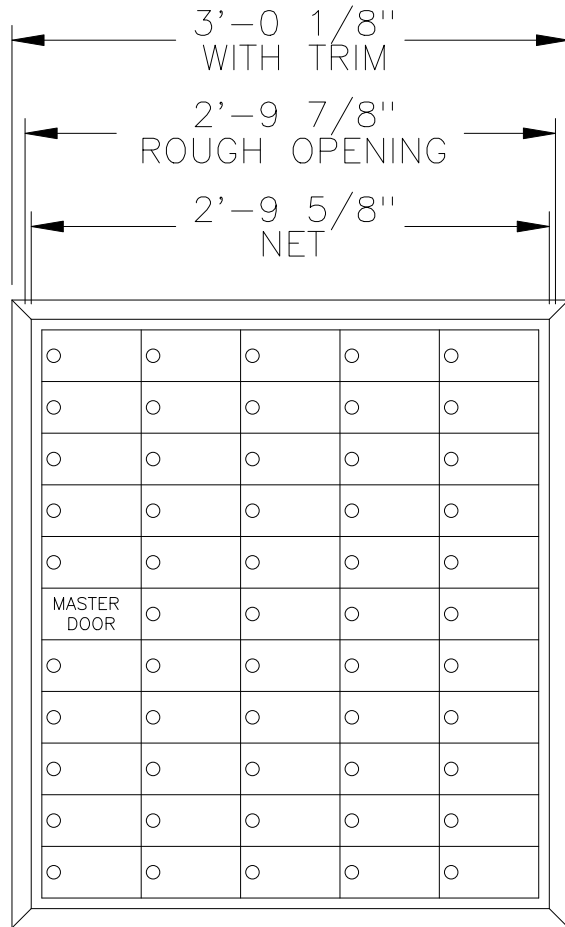 3'-0 1/8"
WITH TRIM
2'-9 7/8"
ROUGH OPENING
2'-9 5/8"
NET
MASTER
DOOR